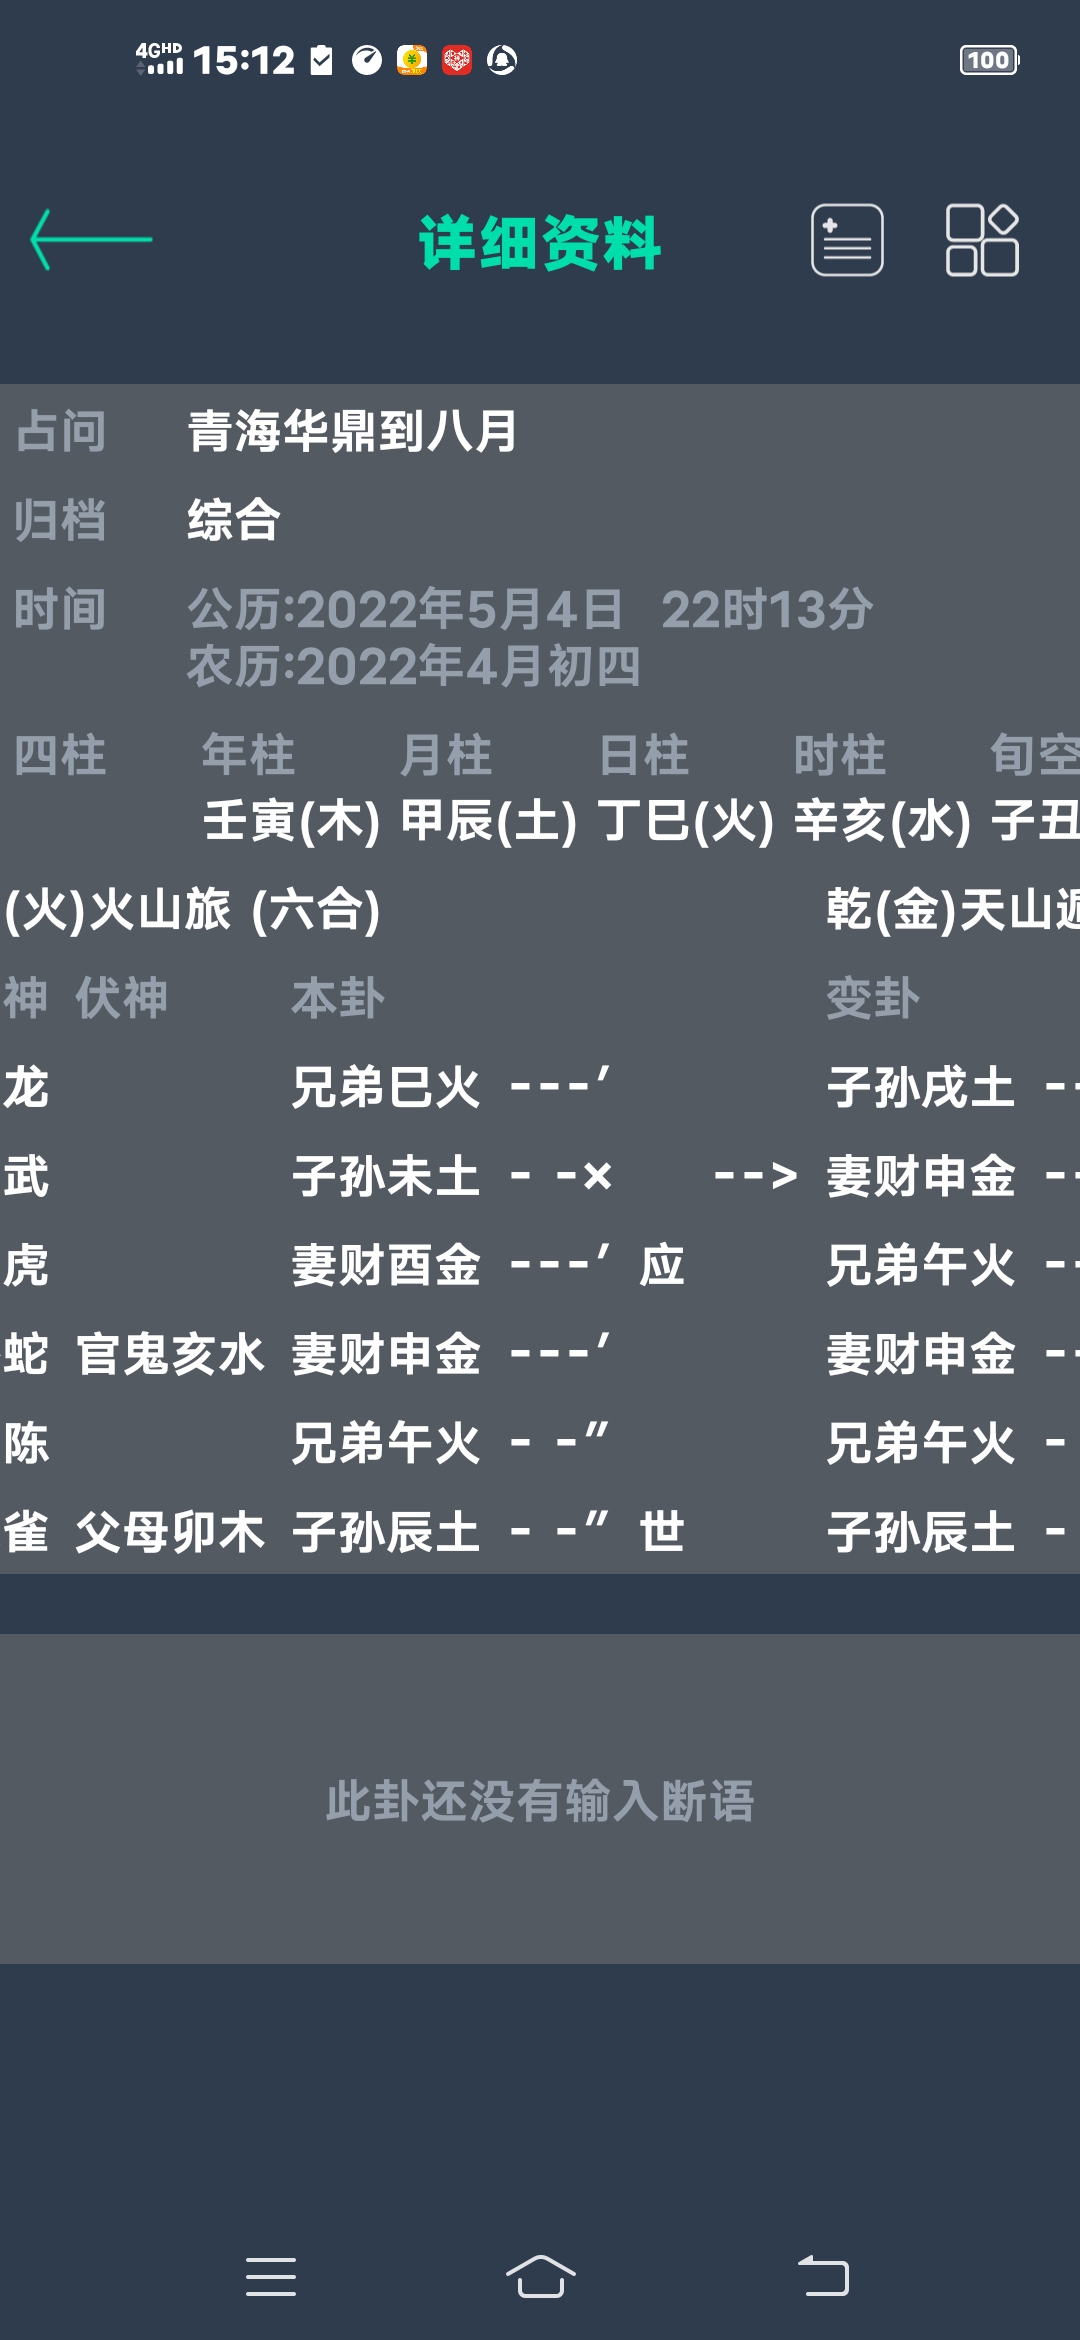 4GHD 15:12 100
详细资料
占问 青海华鼎到八月
归档 综合
时间 公历:2022年5月4日 22时13分
农历:2022年4月初四
四柱 年柱 月柱 日柱 时柱 旬空
壬寅(木) 甲辰(土) 丁巳(火) 辛亥(水) 子丑
(火)火山旅 (六合) 乾(金)天山遁
神 伏神 本卦 变卦
龙 兄弟巳火 ---′ 子孙戌土 --
武 子孙未土 - -× --> 妻财申金 --
虎 妻财酉金 ---′ 应 兄弟午火 --
蛇 官鬼亥水 妻财申金 ---′ 妻财申金 --
陈 兄弟午火 - -″ 兄弟午火 -
雀 父母卯木 子孙辰土 - -″ 世 子孙辰土 -
此卦还没有输入断语